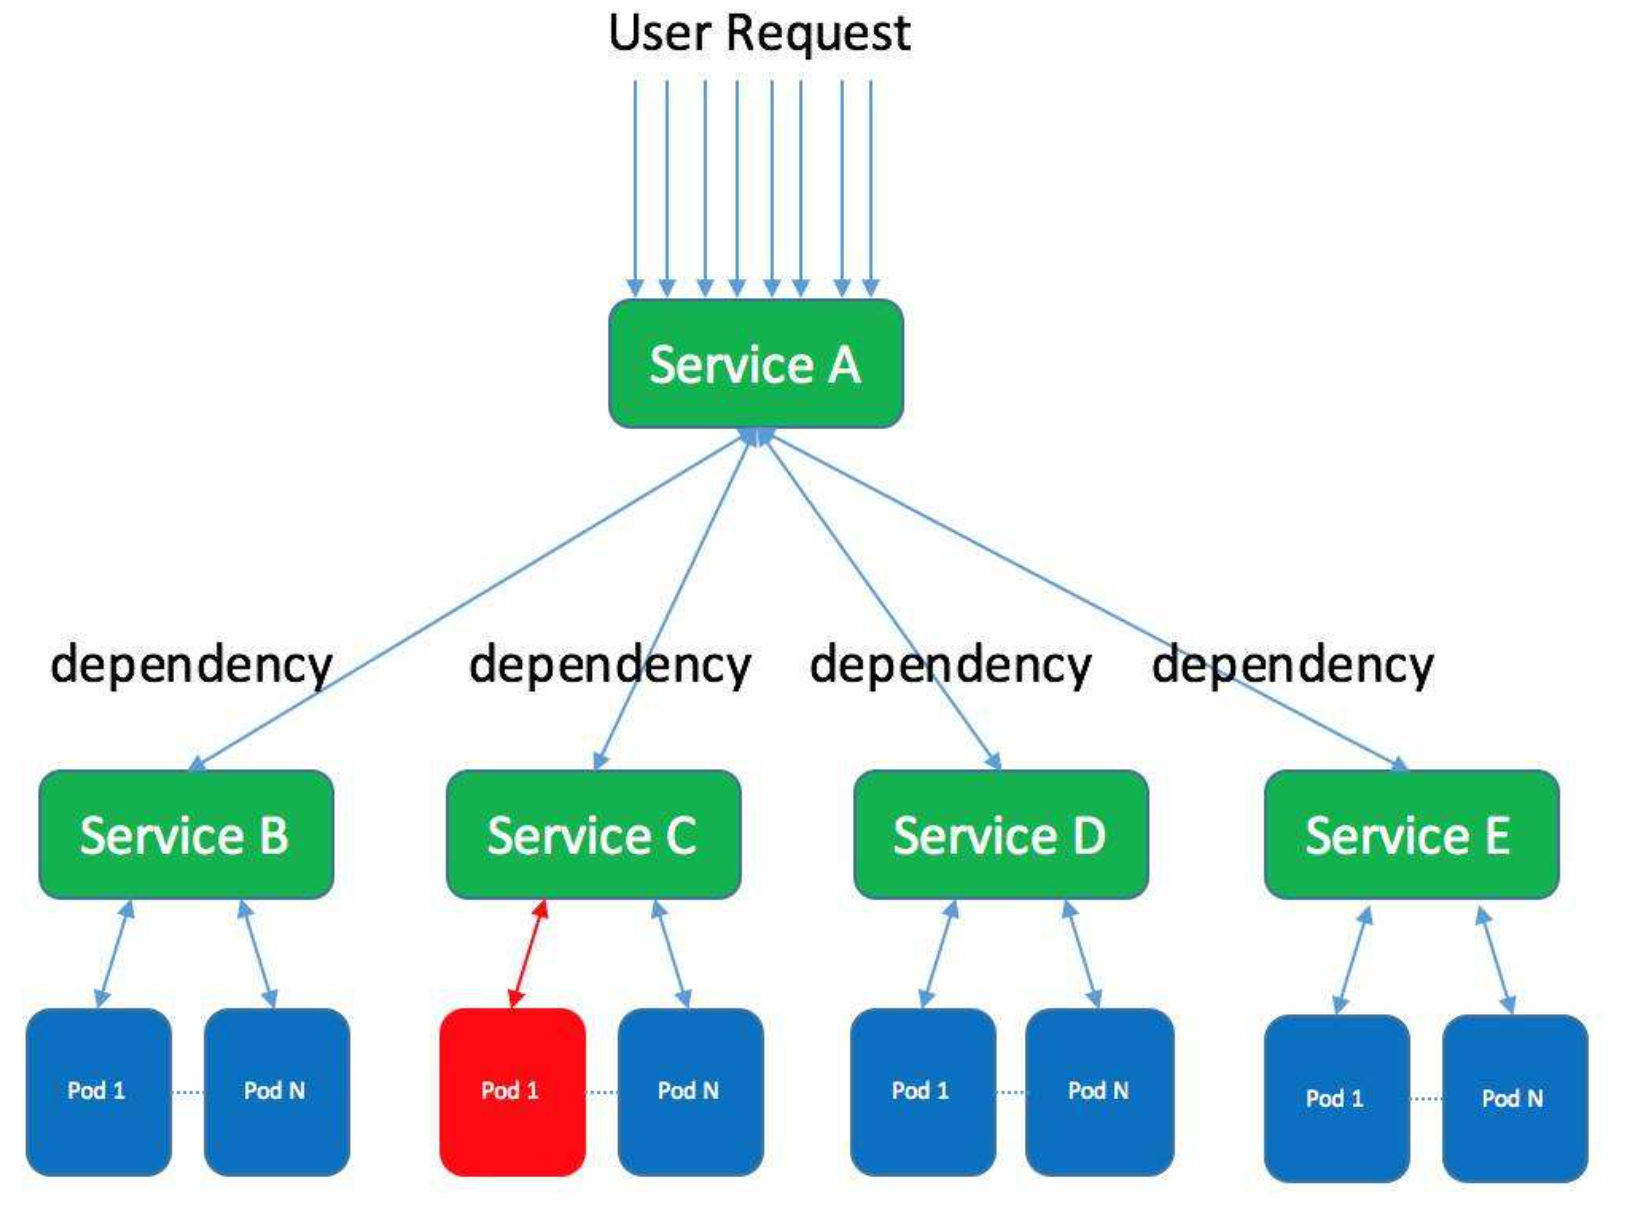 User Request
Service A
dependency
dependency
dependency
dependency
Service B
Service C
Service D
Service E
Pod 1
Pod N
Pod 1
Pod N
Pod 1
Pod N
Pod 1
Pod N